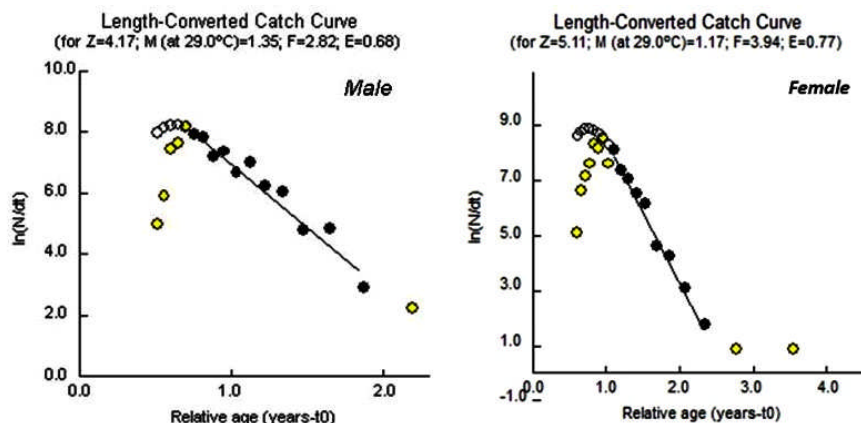 Length-Converted Catch Curve
(for Z=4.17; M (at 29.0°C)=1.35; F=2.82; E=0.68)
10.0
Male
8.0
6.0
ln(N/dt)
4.0
2.0
0.0
0.0 1.0 2.0
Relative age (years-t0)
Length-Converted Catch Curve
(for Z=5.11; M (at 29.0°C)=1.17; F=3.94; E=0.77)
Female
9.0
7.0
ln(N/dt)
5.0
3.0
1.0
-1.0
0.0 1.0 2.0 3.0 4.0
Relative age (years-t0)